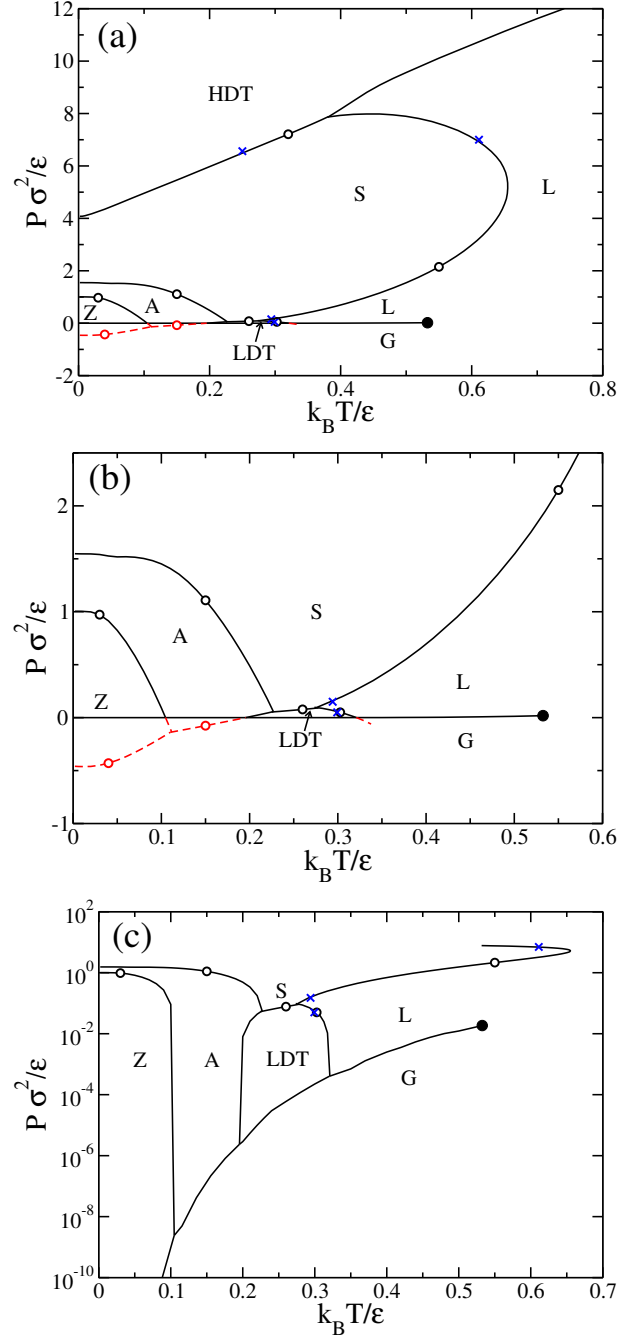 (a)
12
10
8
6
4
2
0
-2
P σ²/ε
HDT
S
L
Z
A
L
LDT
G
0 0.2 0.4 0.6 0.8
k_BT/ε
(b)
2
1
0
-1
P σ²/ε
A
S
Z
L
LDT
G
0 0.1 0.2 0.3 0.4 0.5 0.6
k_BT/ε
(c)
10²
10⁰
10⁻²
10⁻⁴
10⁻⁶
10⁻⁸
10⁻¹⁰
P σ²/ε
S
L
Z
A
LDT
G
0 0.1 0.2 0.3 0.4 0.5 0.6 0.7
k_BT/ε